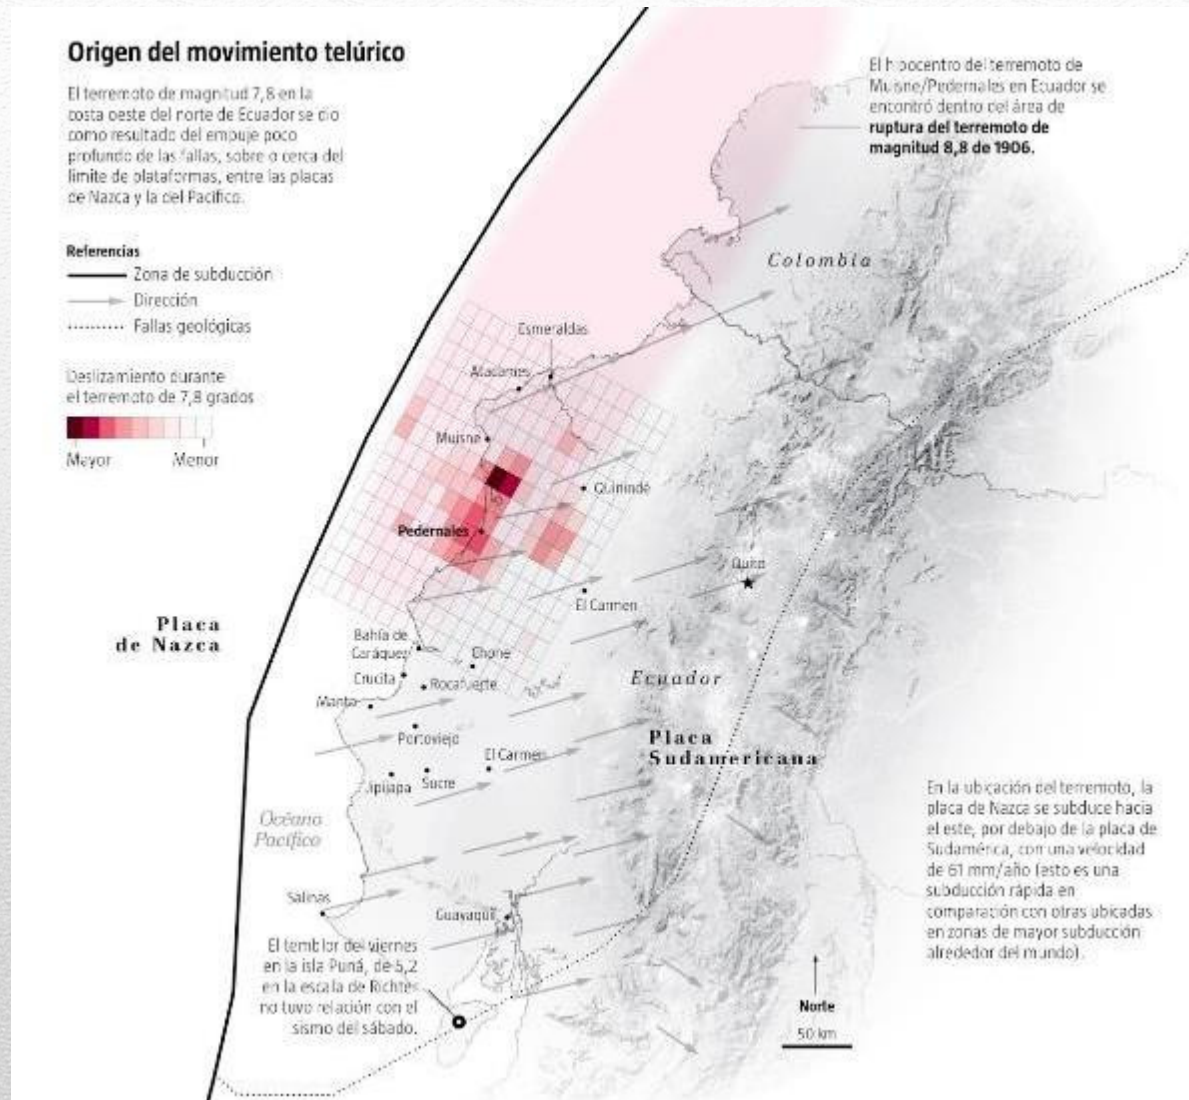 Origen del movimiento telúrico
El terremoto de magnitud 7,8 en la
costa oeste del norte de Ecuador se dio
como resultado del empuje poco
profundo de las fallas, sobre o cerca del
límite de plataformas, entre las placas
de Nazca y la del Pacífico.
Referencias
Zona de subducción
Dirección
Fallas geológicas
Deslizamiento durante
el terremoto de 7,8 grados
Mayor
Menor
El hipocentro del terremoto de
Muisne/Pedernales en Ecuador se
encontró dentro del área de
ruptura del terremoto de
magnitud 8,8 de 1906.
Colombia
Esmeraldas
Atacames
Muisne
Quinindé
Pedernales
Quito
El Carmen
Placa
de Nazca
Bahía de
Caráquez
Chone
Crucita
Rocafuerte
Ecuador
Manta
Portoviejo
Placa
Sudamericana
El Carmen
Jipijapa
Sucre
Océano
Pacífico
Salinas
Guayaquil
El temblor del viernes
en la isla Puná, de 5,2
en la escala de Richter
no tuvo relación con el
sismo del sábado.
En la ubicación del terremoto, la
placa de Nazca se subduce hacia
el este, por debajo de la placa de
Sudamérica, con una velocidad
de 61 mm/año (esto es una
subducción rápida en
comparación con otras ubicadas
en zonas de mayor subducción
alrededor del mundo).
Norte
50 km